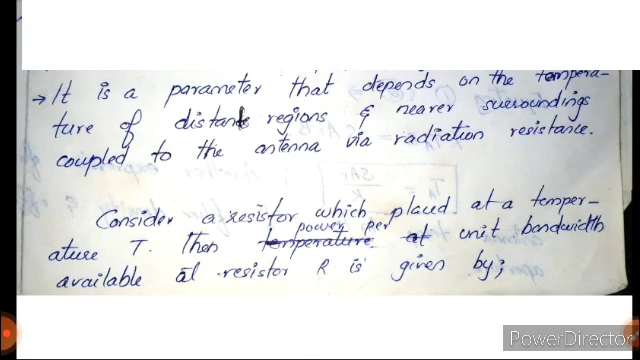 → It is a parameter that depends on the tempera-
ture of distant regions & nearer surroundings
coupled to the antenna via radiation resistance.
Consider a resistor which placed at a temper-
ature T. Then power per unit bandwidth
available at resistor R is given by;
PowerDirector